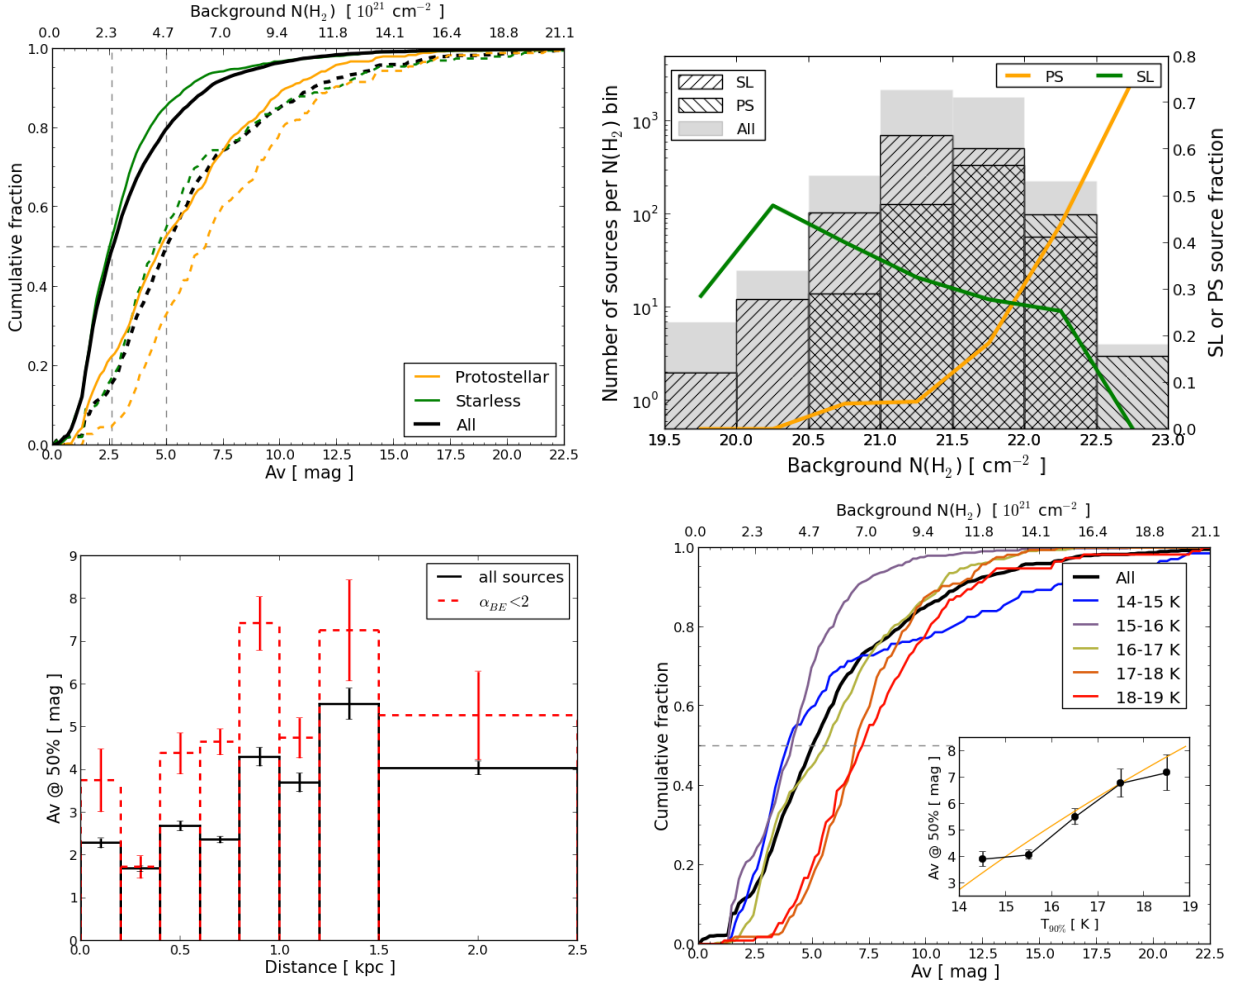 Background N(H₂) [ 10²¹ cm⁻² ]
0.0 2.3 4.7 7.0 9.4 11.8 14.1 16.4 18.8 21.1
1.0
0.8
0.6
0.4
0.2
0.0
Cumulative fraction
Protostellar
Starless
All
0.0 2.5 5.0 7.5 10.0 12.5 15.0 17.5 20.0 22.5
Av [ mag ]
SL
PS
All
PS SL
Number of sources per N(H₂) bin
10³
10²
10¹
10⁰
0.8
0.7
0.6
0.5
0.4
0.3
0.2
0.1
0.0
SL or PS source fraction
19.5 20.0 20.5 21.0 21.5 22.0 22.5 23.0
Background N(H₂) [ cm⁻² ]
9
8
7
6
5
4
3
2
1
0
Av @ 50% [ mag ]
all sources
α_BE<2
0.0 0.5 1.0 1.5 2.0 2.5
Distance [ kpc ]
Background N(H₂) [ 10²¹ cm⁻² ]
0.0 2.3 4.7 7.0 9.4 11.8 14.1 16.4 18.8 21.1
1.0
0.8
0.6
0.4
0.2
0.0
Cumulative fraction
All
14-15 K
15-16 K
16-17 K
17-18 K
18-19 K
8
7
6
5
4
3
Av @ 50% [ mag ]
14 15 16 17 18 19
T₉₀% [ K ]
0.0 2.5 5.0 7.5 10.0 12.5 15.0 17.5 20.0 22.5
Av [ mag ]